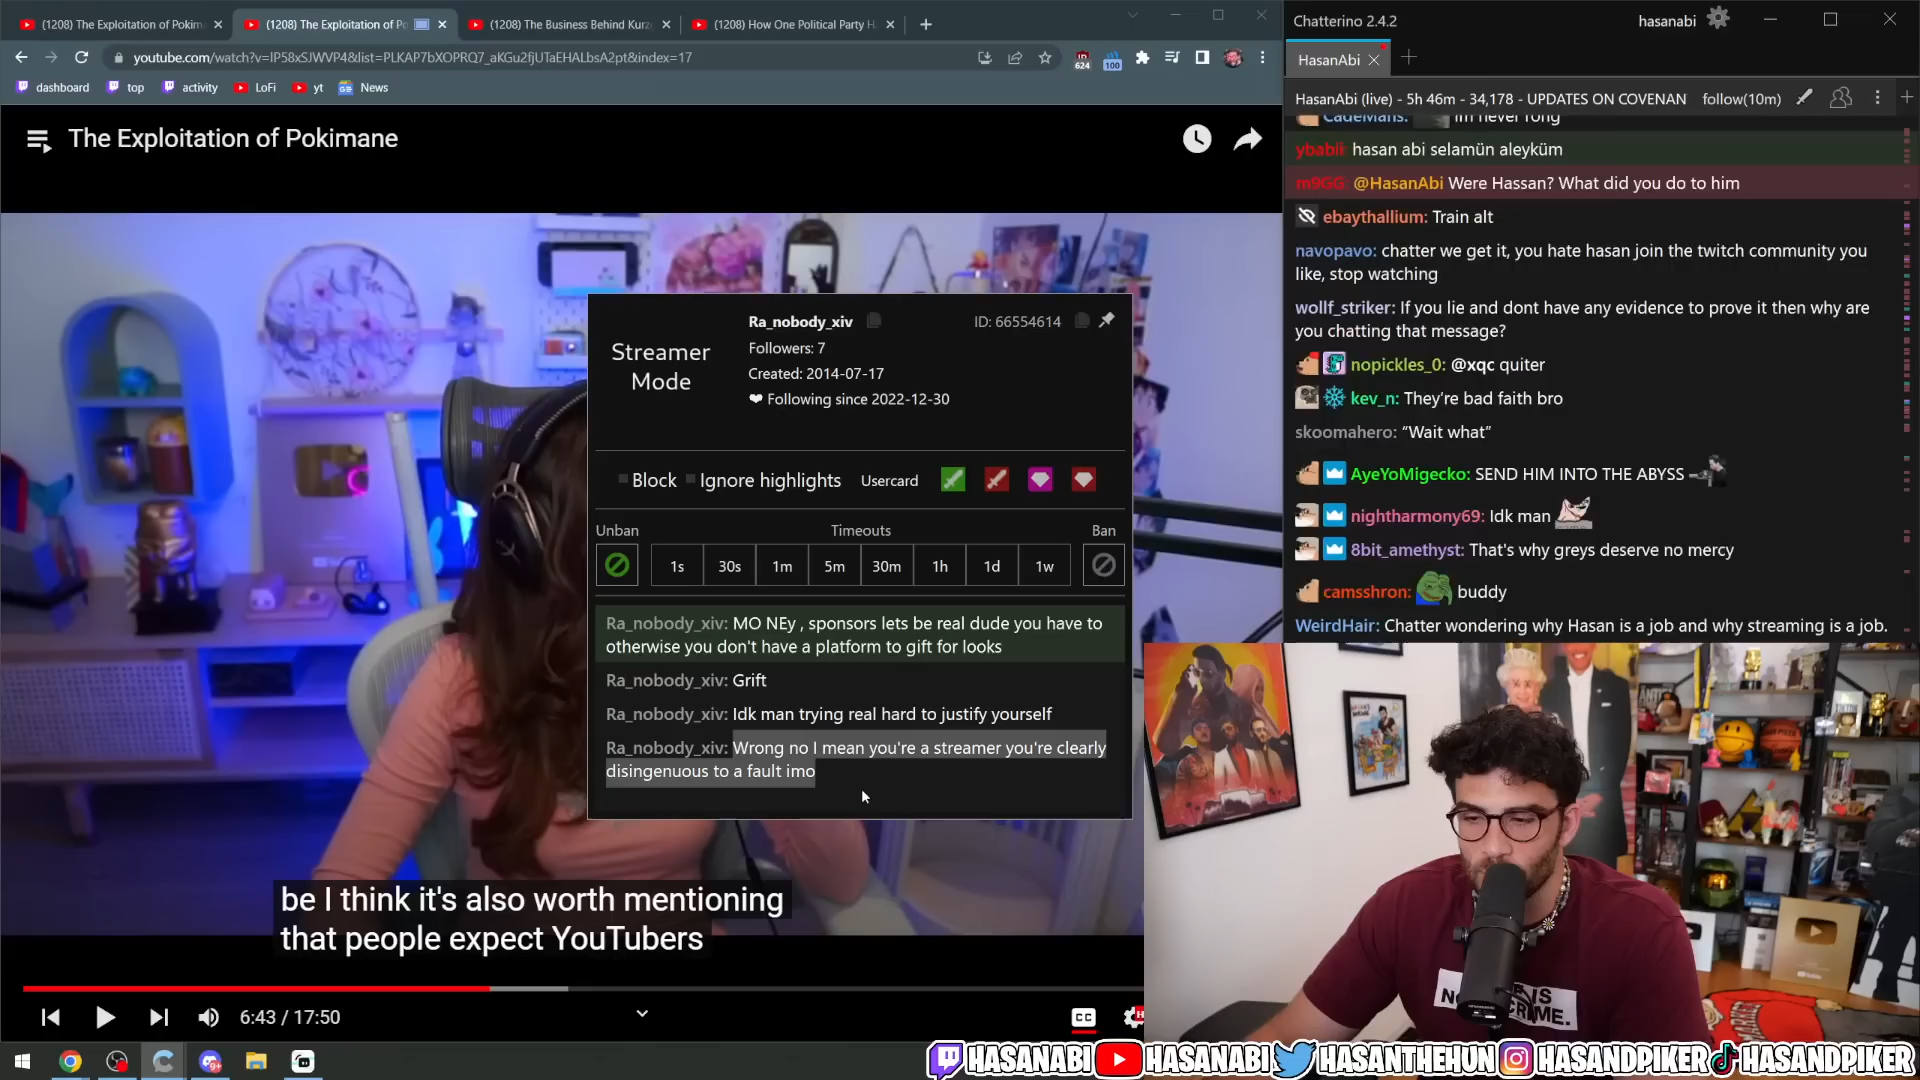 (1208) The Exploitation of Pokim
(1208) The Exploitation of Po
(1208) The Business Behind Kurz
(1208) How One Political Party H
youtube.com/watch?v=IP58xSJWVP4&list=PLKAP7bXOPRQ7_aKGu2fjUTaEHALbsA2pt&index=17
624
100
dashboard
top
activity
LoFi
yt
News
The Exploitation of Pokimane
Streamer
Mode
Ra_nobody_xiv
ID: 66554614
Followers: 7
Created: 2014-07-17
Following since 2022-12-30
Block
Ignore highlights
Usercard
Unban
Timeouts
Ban
1s
30s
1m
5m
30m
1h
1d
1w
Ra_nobody_xiv: MO NEy , sponsors lets be real dude you have to
otherwise you don't have a platform to gift for looks
Ra_nobody_xiv: Grift
Ra_nobody_xiv: Idk man trying real hard to justify yourself
Ra_nobody_xiv: Wrong no I mean you're a streamer you're clearly
disingenuous to a fault imo
be I think it's also worth mentioning
that people expect YouTubers
6:43 / 17:50
CC
Chatterino 2.4.2
hasanabi
HasanAbi
HasanAbi (live) - 5h 46m - 34,178 - UPDATES ON COVENAN
follow(10m)
CadeMans: im never rong
ybabii: hasan abi selamün aleyküm
m9GG: @HasanAbi Were Hassan? What did you do to him
ebaythallium: Train alt
navopavo: chatter we get it, you hate hasan join the twitch community you
like, stop watching
wollf_striker: If you lie and dont have any evidence to prove it then why are
you chatting that message?
nopickles_0: @xqc quiter
kev_n: They're bad faith bro
skoomahero: "Wait what"
AyeYoMigecko: SEND HIM INTO THE ABYSS
nightharmony69: Idk man
8bit_amethyst: That's why greys deserve no mercy
camsshron: buddy
WeirdHair: Chatter wondering why Hasan is a job and why streaming is a job.
HASANABI
HASANABI
HASANTHEHUN
HASANDPIKER
HASANDPIKER